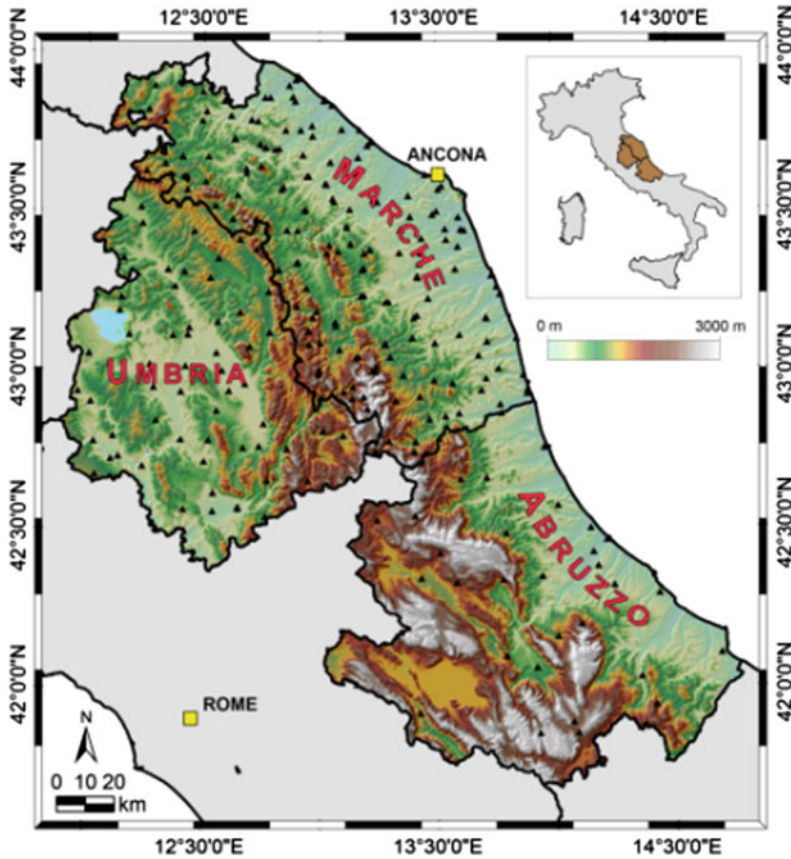 12°30'0"E 13°30'0"E 14°30'0"E
44°0'0"N 44°0'0"N
ANCONA
MARCHE
43°30'0"N 43°30'0"N
0 m 3000 m
UMBRIA
43°0'0"N 43°0'0"N
ABRUZZO
42°30'0"N 42°30'0"N
42°0'0"N 42°0'0"N
ROME
N
0 10 20
km
12°30'0"E 13°30'0"E 14°30'0"E